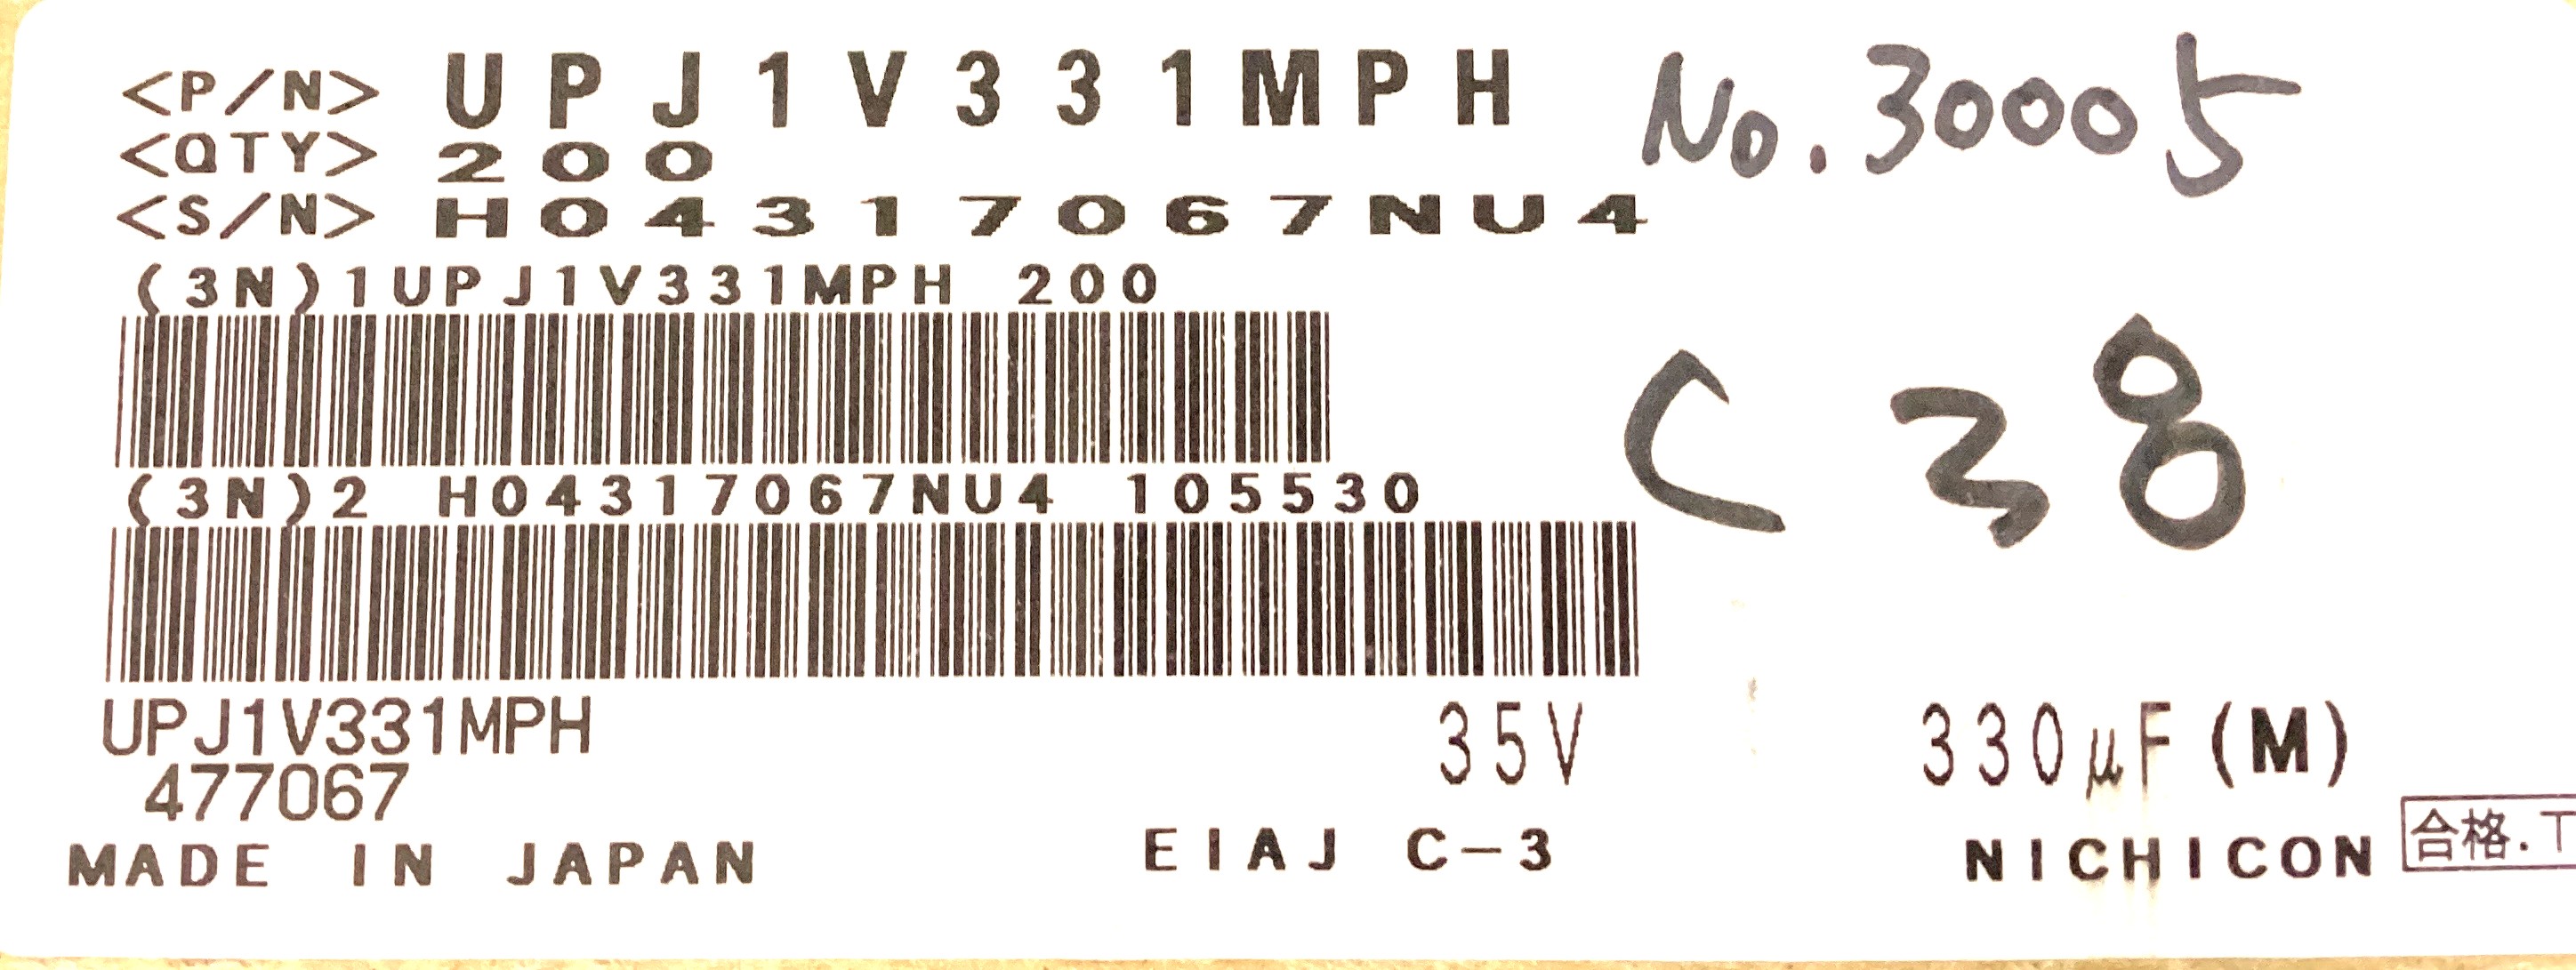 <P/N> UPJ1V331MPH No.30005
<QTY> 200
<S/N> H04317067NU4
(3N)1UPJ1V331MPH 200
C38
(3N)2 H04317067NU4 105530
UPJ1V331MPH 35V 330μF(M)
477067
MADE IN JAPAN EIAJ C-3 NICHICON 合格.T